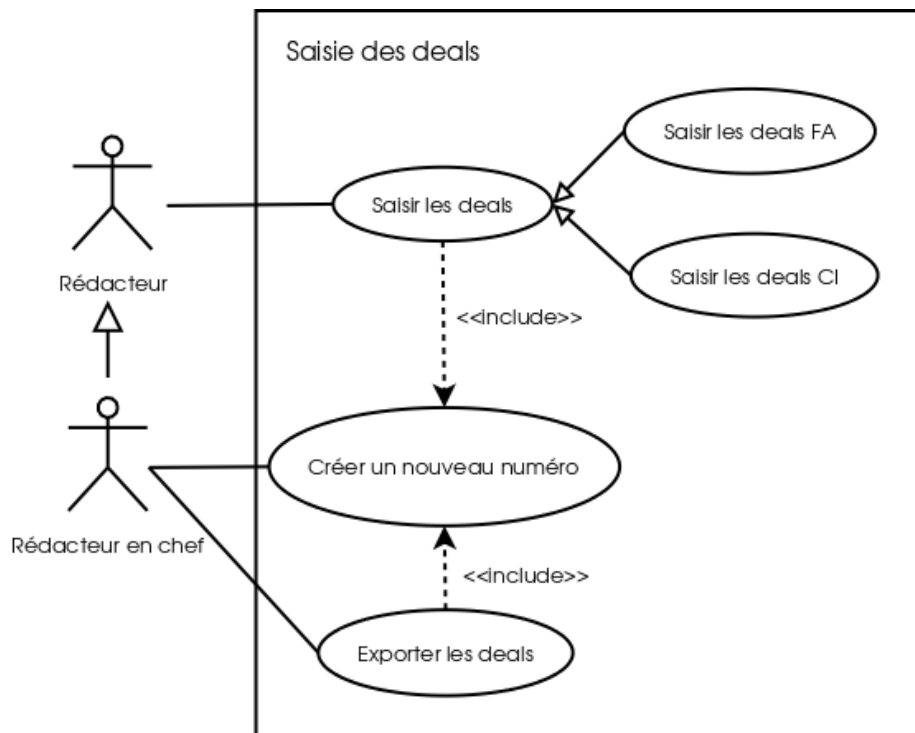 Saisie des deals
Saisir les deals FA
Saisir les deals
Saisir les deals CI
Rédacteur
<<include>>
Créer un nouveau numéro
Rédacteur en chef
<<include>>
Exporter les deals